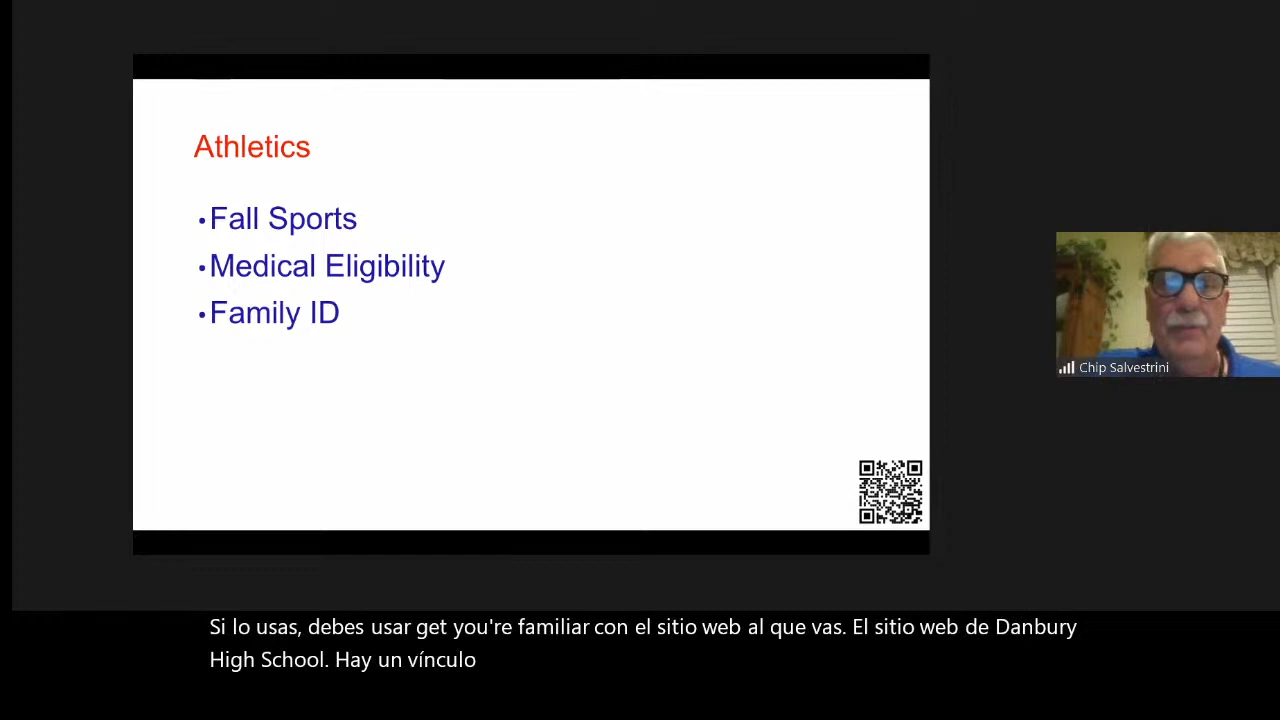 Athletics
•Fall Sports
•Medical Eligibility
•Family ID
Chip Salvestrini
Si lo usas, debes usar get you're familiar con el sitio web al que vas. El sitio web de Danbury
High School. Hay un vínculo